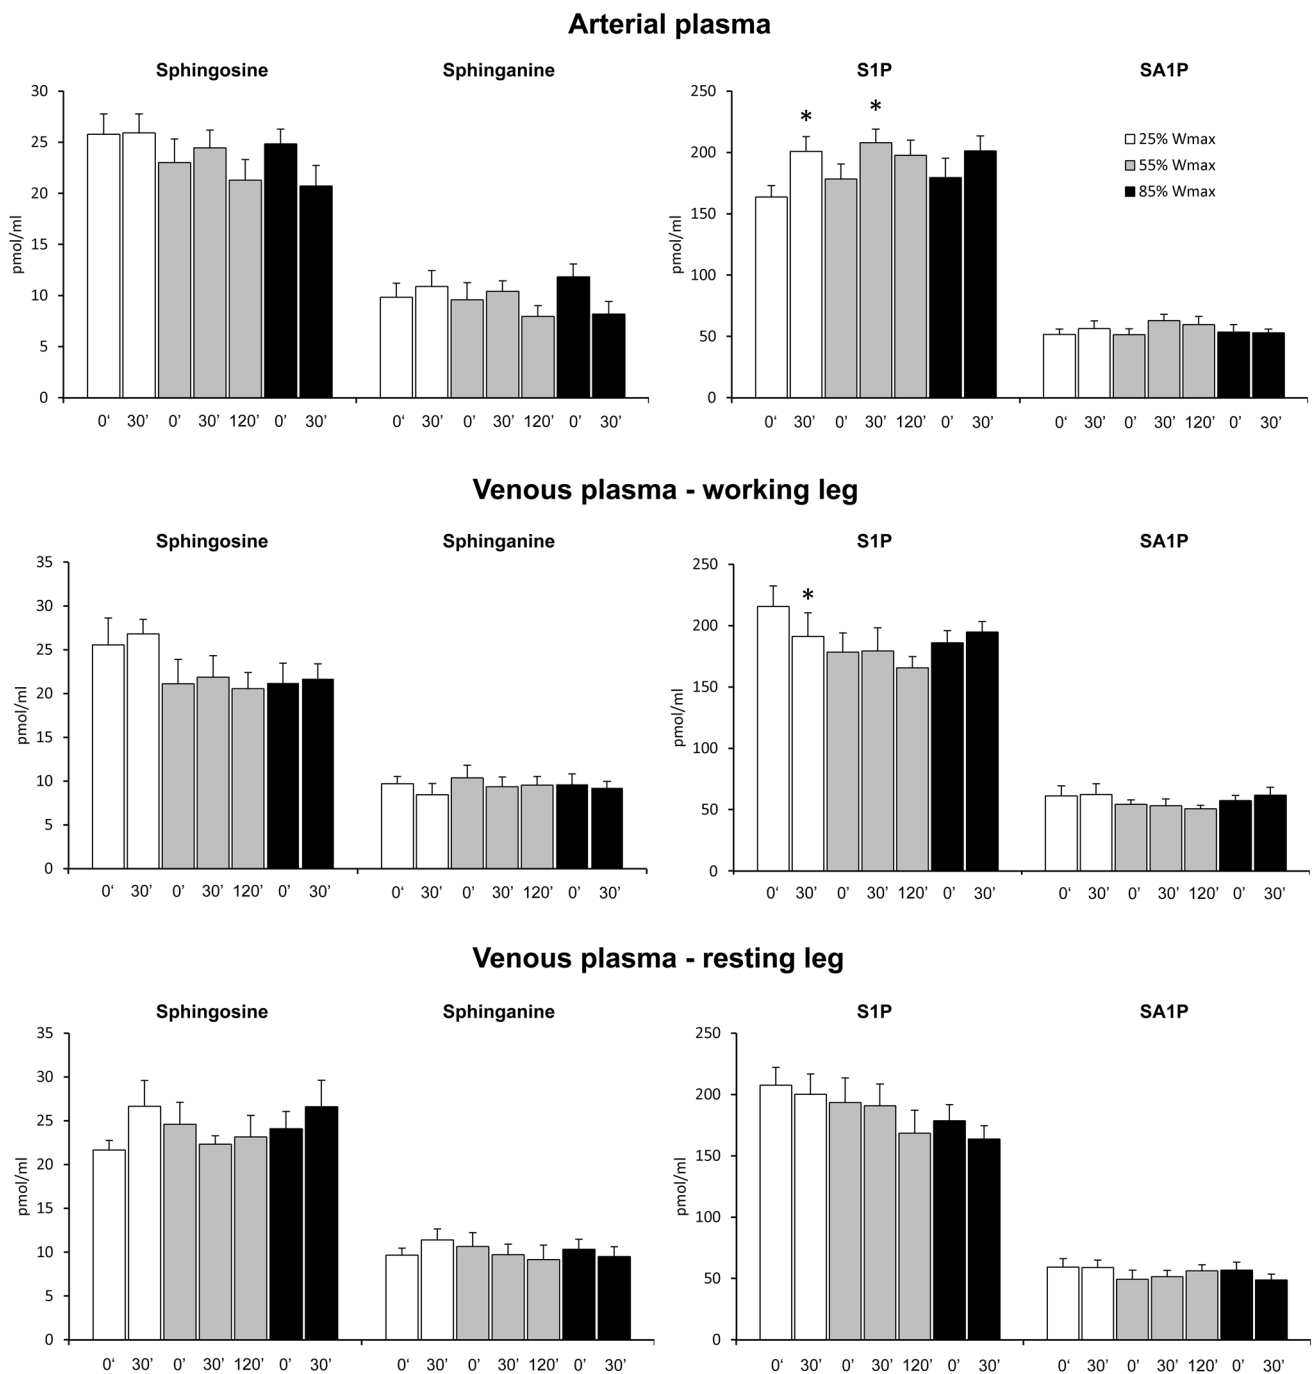 Arterial plasma
Sphingosine Sphinganine S1P SA1P
30
25
20
15
10
5
0
pmol/ml
0‘ 30’ 0’ 30’ 120’ 0’ 30’
0‘ 30’ 0’ 30’ 120’ 0’ 30’
250
200
150
100
50
0
pmol/ml
* *
25% Wmax
55% Wmax
85% Wmax
0‘ 30’ 0’ 30’ 120’ 0’ 30’
0‘ 30’ 0’ 30’ 120’ 0’ 30’
Venous plasma - working leg
Sphingosine Sphinganine S1P SA1P
35
30
25
20
15
10
5
0
pmol/ml
0‘ 30’ 0’ 30’ 120’ 0’ 30’
0‘ 30’ 0’ 30’ 120’ 0’ 30’
250
200
150
100
50
0
pmol/ml
*
0‘ 30’ 0’ 30’ 120’ 0’ 30’
0‘ 30’ 0’ 30’ 120’ 0’ 30’
Venous plasma - resting leg
Sphingosine Sphinganine S1P SA1P
35
30
25
20
15
10
5
0
pmol/ml
0‘ 30’ 0’ 30’ 120’ 0’ 30’
0‘ 30’ 0’ 30’ 120’ 0’ 30’
250
200
150
100
50
0
pmol/ml
0‘ 30’ 0’ 30’ 120’ 0’ 30’
0‘ 30’ 0’ 30’ 120’ 0’ 30’